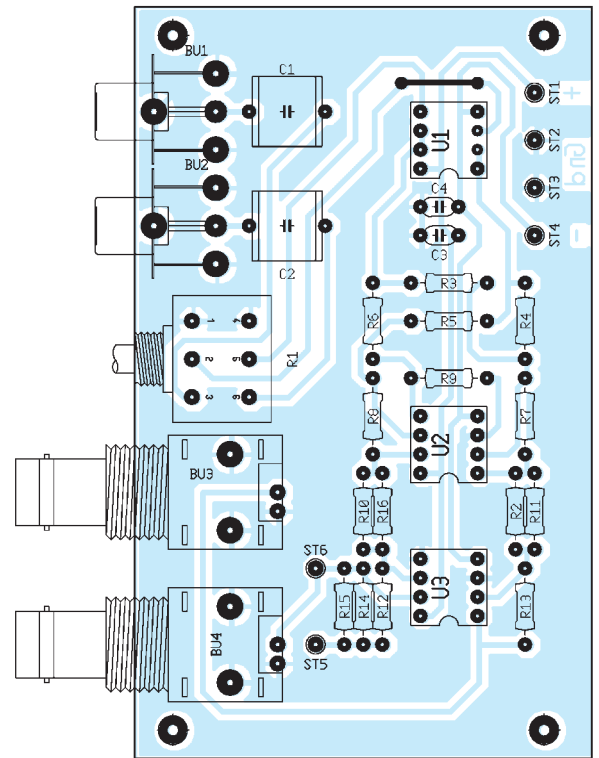 BU1
C1
ST1
+
U1
ST2
Gnd
BU2
ST3
C4
ST4
-
C3
C2
R3
R6
R5
R4
1
4
2
5
R1
3
6
R9
R8
R7
U2
BU3
R10
R16
R2
R11
ST6
U3
R15
R14
R12
R13
BU4
ST5